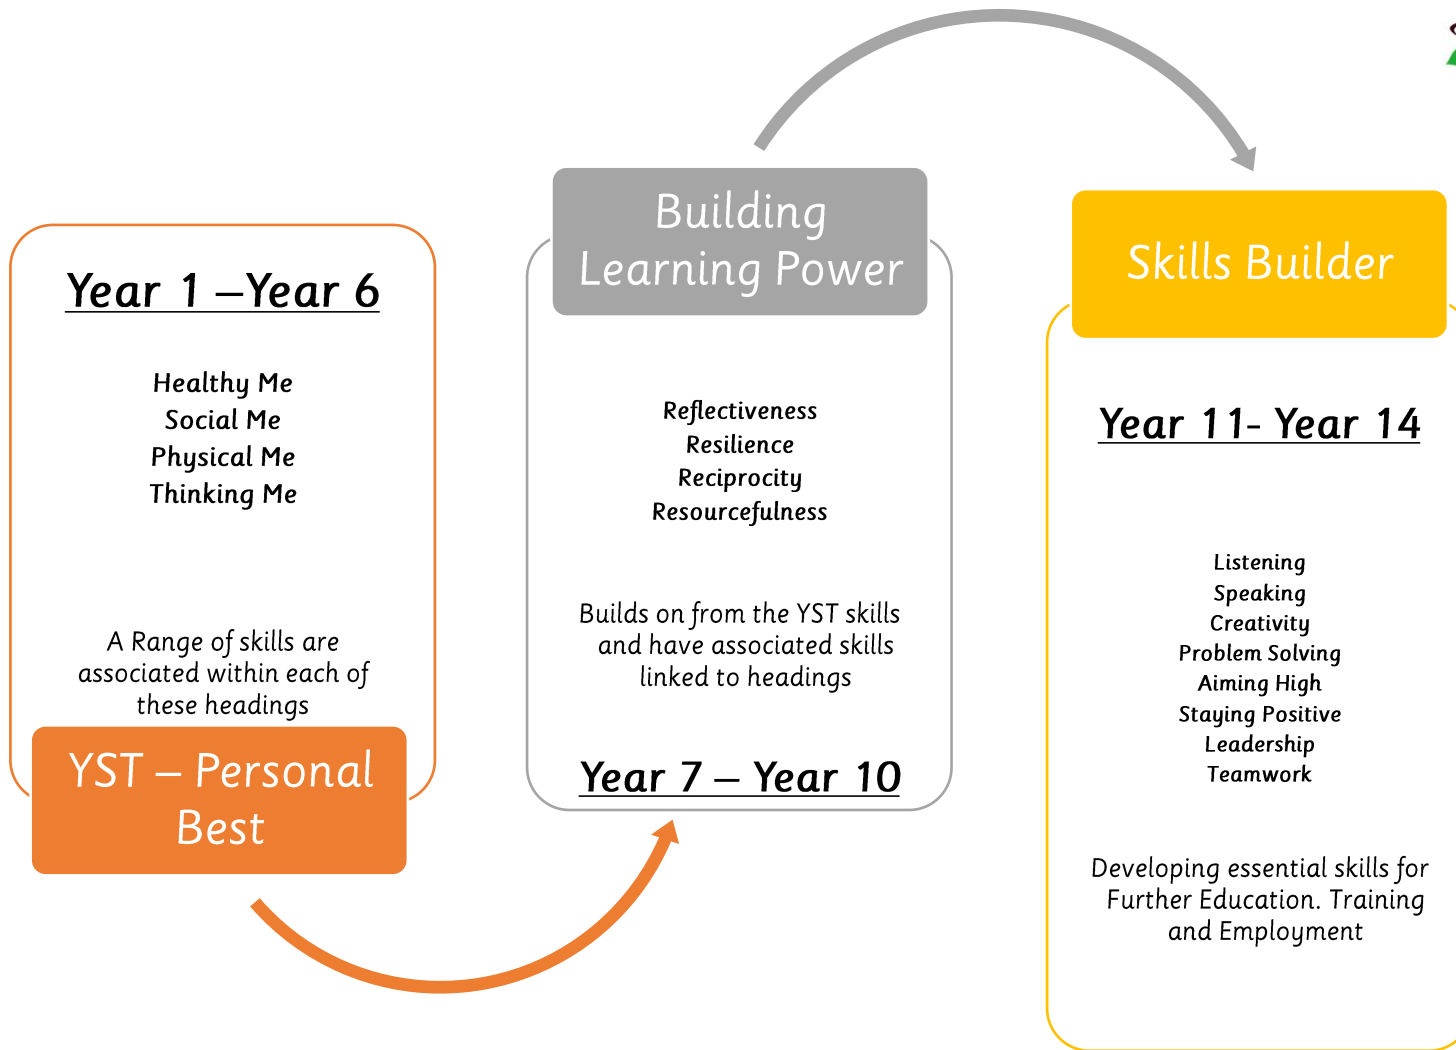 Year 1 –Year 6
Healthy Me
Social Me
Physical Me
Thinking Me
A Range of skills are
associated within each of
these headings
YST – Personal
Best
Building
Learning Power
Reflectiveness
Resilience
Reciprocity
Resourcefulness
Builds on from the YST skills
and have associated skills
linked to headings
Year 7 – Year 10
Skills Builder
Year 11- Year 14
Listening
Speaking
Creativity
Problem Solving
Aiming High
Staying Positive
Leadership
Teamwork
Developing essential skills for
Further Education. Training
and Employment